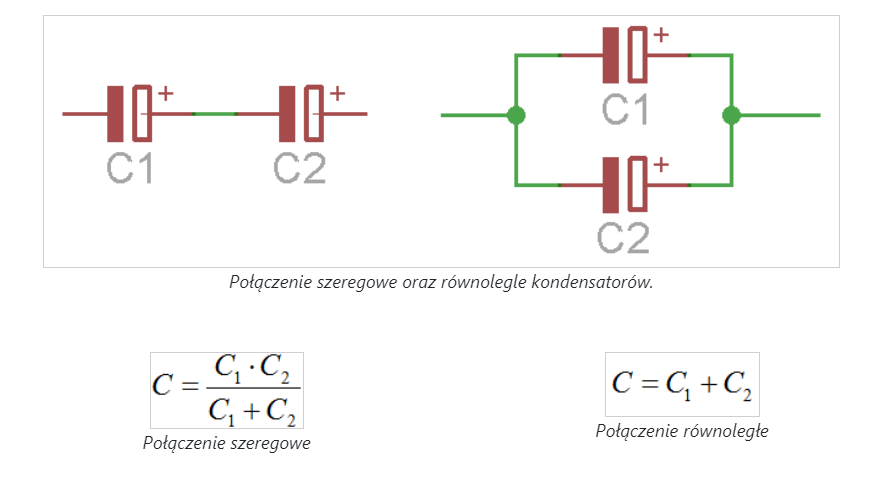 + +
C1 C2
+
C1
+
C2
Połączenie szeregowe oraz równolegle kondensatorów.
C = (C₁ · C₂) / (C₁ + C₂)
Połączenie szeregowe
C = C₁ + C₂
Połączenie równoległe